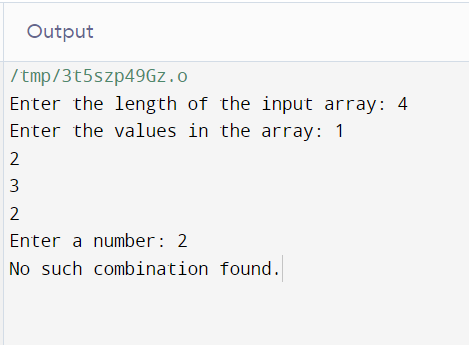 Output
/tmp/3t5szp49Gz.o
Enter the length of the input array: 4
Enter the values in the array: 1
2
3
2
Enter a number: 2
No such combination found.